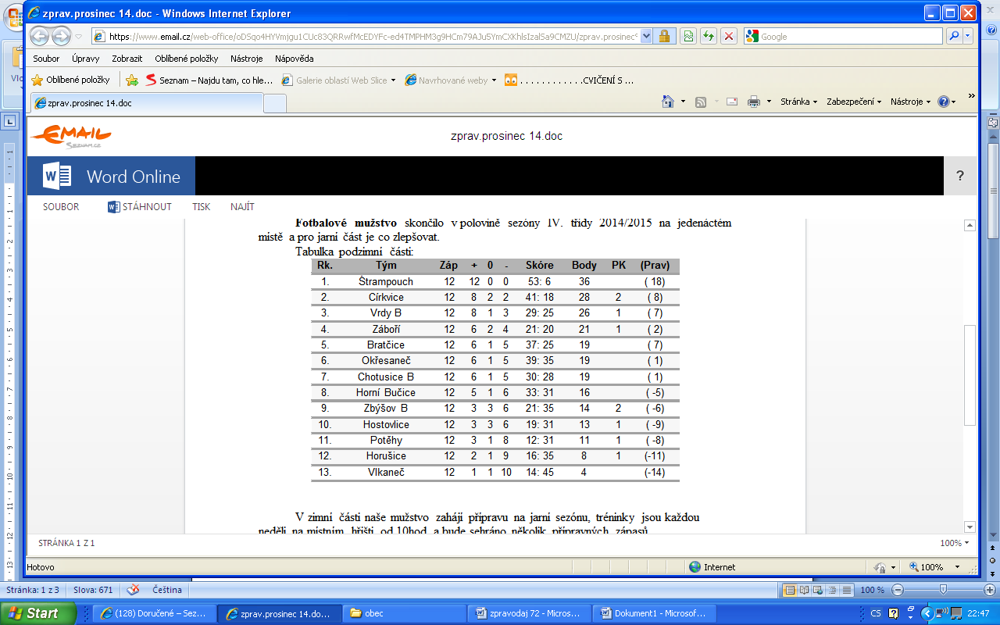 zprav.prosinec 14.doc - Windows Internet Explorer
https://www.email.cz/web-office/
Google
Soubor Úpravy Zobrazit Oblíbené položky Nástroje Nápověda
Oblíbené položky Seznam – Najdu tam, co hle... Galerie oblastí Web Slice Navrhované weby . . . . . . . . . . . .CVIČENÍ S ...
zprav.prosinec 14.doc Stránka Zabezpečení Nástroje
EMAIL
SEZNAM.CZ
zprav.prosinec 14.doc
Word Online ?
SOUBOR STÁHNOUT TISK NAJÍT
Fotbalové mužstvo skončilo v polovině sezóny IV. třídy 2014/2015 na jedenáctém
místě a pro jarní část je co zlepšovat.
Tabulka podzimní části:
Rk. Tým Záp + 0 - Skóre Body PK (Prav)
1. Štrampouch 12 12 0 0 53: 6 36 ( 18)
2. Církvice 12 8 2 2 41: 18 28 2 ( 8)
3. Vrdy B 12 8 1 3 29: 25 26 1 ( 7)
4. Záboří 12 6 2 4 21: 20 21 1 ( 2)
5. Bratčice 12 6 1 5 37: 25 19 ( 7)
6. Okřesaneč 12 6 1 5 39: 35 19 ( 1)
7. Chotusice B 12 6 1 5 30: 28 19 ( 1)
8. Horní Bučice 12 5 1 6 33: 31 16 ( -5)
9. Zbýšov B 12 3 3 6 21: 35 14 2 ( -6)
10. Hostovlice 12 3 3 6 19: 31 13 1 ( -9)
11. Potěhy 12 3 1 8 12: 31 11 1 ( -8)
12. Horušice 12 2 1 9 16: 35 8 1 (-11)
13. Vlkaneč 12 1 1 10 14: 45 4 (-14)
V zimní části naše mužstvo zahájí přípravu na jarní sezónu, tréninky jsou každou
neděli na místním hřišti od 10hod. a bude sehráno několik přípravných zápasů
STRÁNKA 1 Z 1 100%
Hotovo Internet 100%
Stránka: 1 z 3 Slova: 671 Čeština 100 %
Start (128) Doručené – Sez... zprav.prosinec 14.do... obec zpravodaj 72 - Micros... Dokument1 - Microsof... CS 22:47